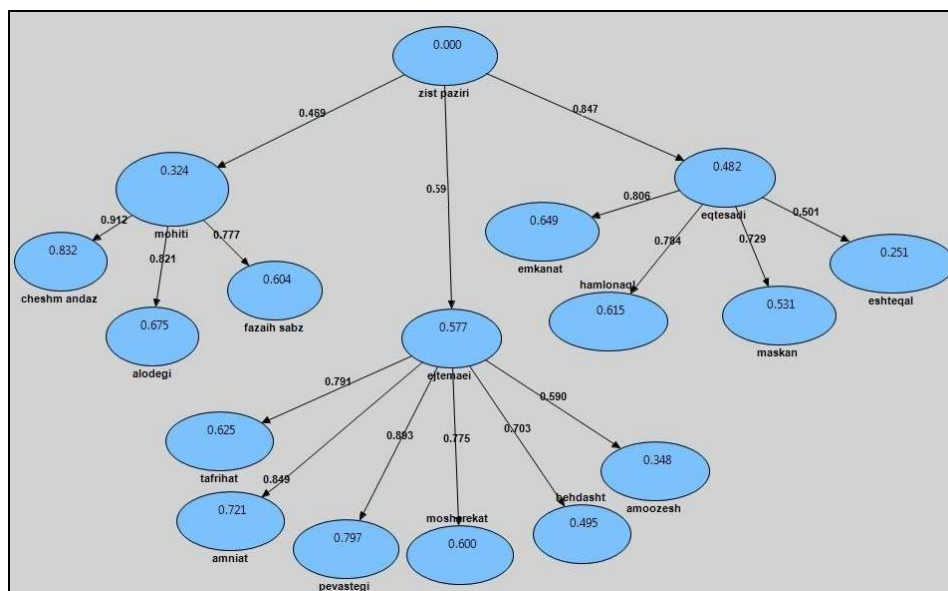 0.000
zist paziri
0.469
0.59
0.847
0.324
mohiti
0.482
eqtesadi
0.912
0.821
0.777
0.806
0.784
0.729
0.501
0.832
cheshm andaz
0.675
alodegi
0.604
fazaih sabz
0.649
emkanat
hamlonaql
0.615
0.531
maskan
0.251
eshteqal
0.577
ejtemaei
0.791
0.849
0.893
0.775
0.703
0.590
0.625
tafrihat
0.721
amniat
0.797
pevastegi
mosharekat
0.600
behdasht
0.495
0.348
amoozesh